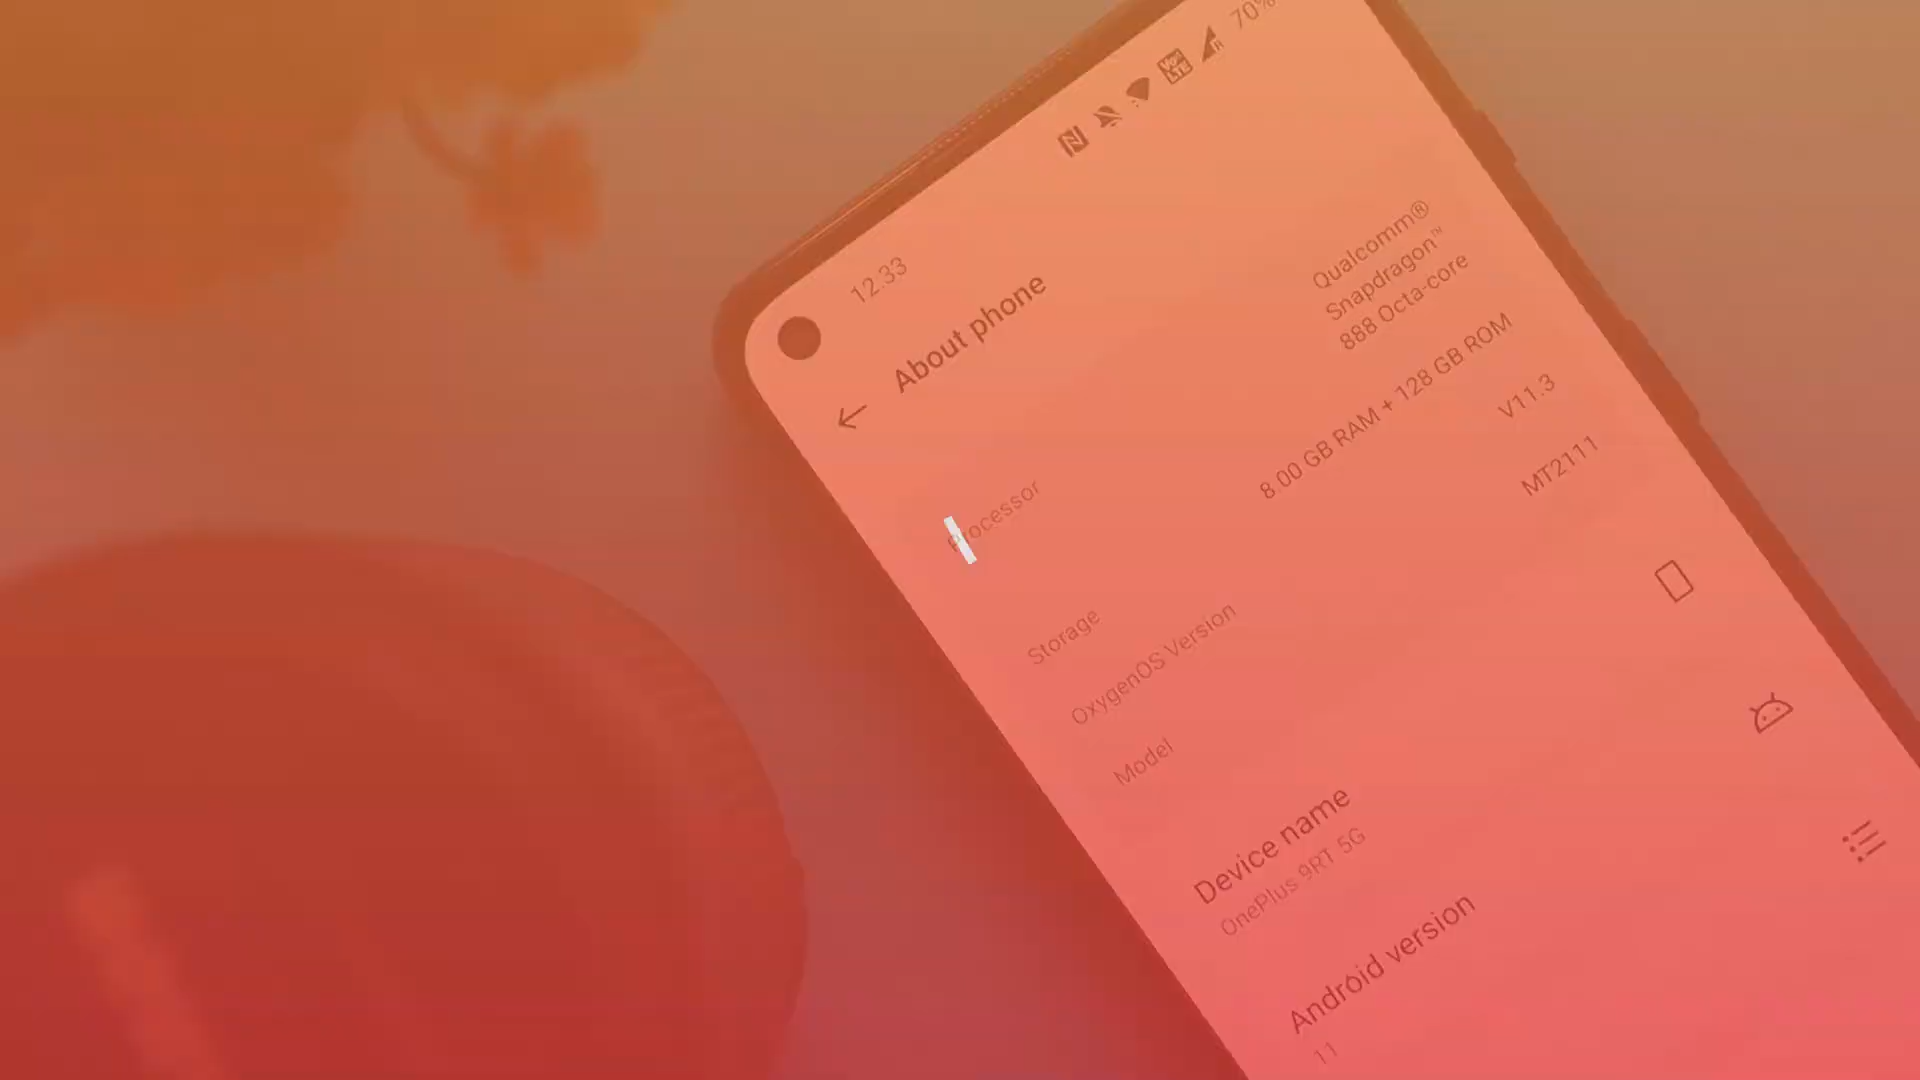 70%
12.33
About phone
Processor
Qualcomm®
Snapdragon™
888 Octa-core
Storage
8.00 GB RAM + 128 GB ROM
OxygenOS Version
V11.3
Model
MT2111
Device name
OnePlus 9RT 5G
Android version
11